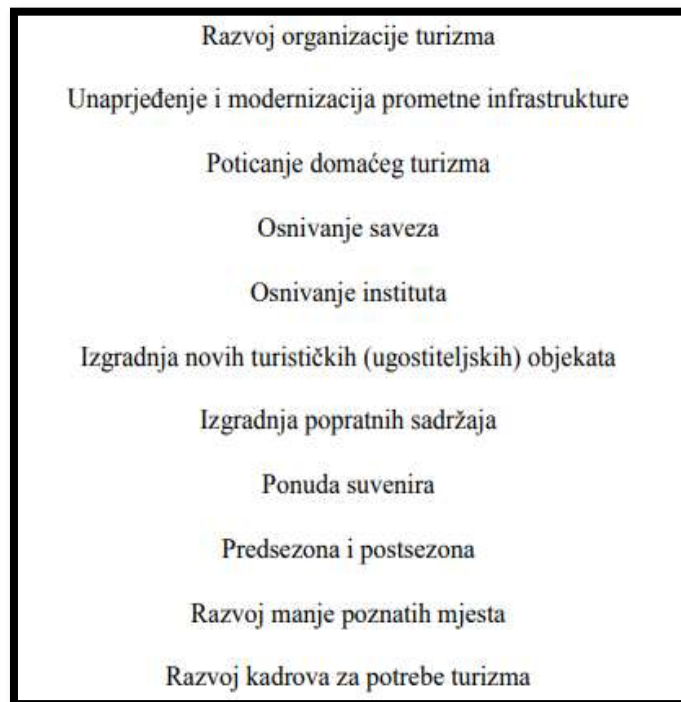 Razvoj organizacije turizma
Unaprjeđenje i modernizacija prometne infrastrukture
Poticanje domaćeg turizma
Osnivanje saveza
Osnivanje instituta
Izgradnja novih turističkih (ugostiteljskih) objekata
Izgradnja popratnih sadržaja
Ponuda suvenira
Predsezona i postsezona
Razvoj manje poznatih mjesta
Razvoj kadrova za potrebe turizma